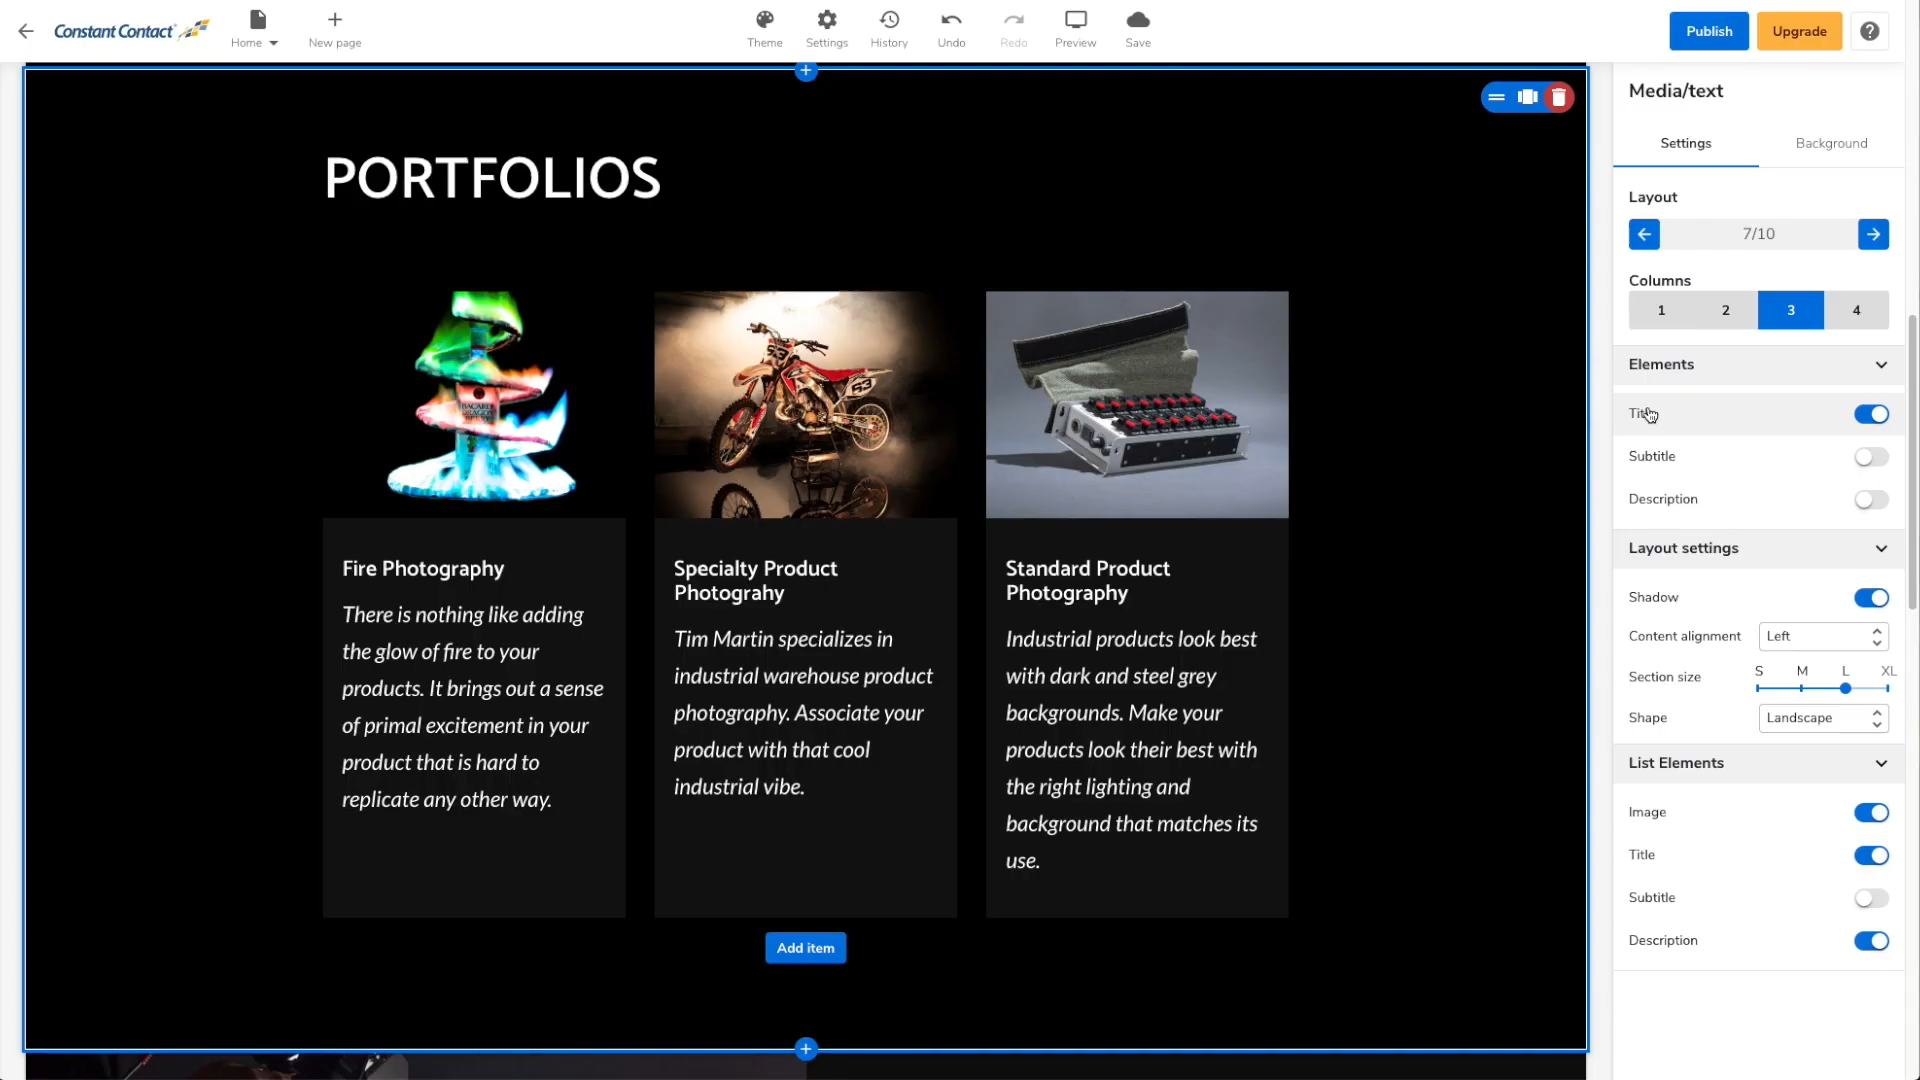 Constant Contact
Home
New page
Theme
Settings
History
Undo
Redo
Preview
Save
Publish
Upgrade
PORTFOLIOS
53
53
BACARDI
DRAGON
Fire Photography
There is nothing like adding
the glow of fire to your
products. It brings out a sense
of primal excitement in your
product that is hard to
replicate any other way.
Specialty Product
Photograhy
Tim Martin specializes in
industrial warehouse product
photography. Associate your
product with that cool
industrial vibe.
Standard Product
Photography
Industrial products look best
with dark and steel grey
backgrounds. Make your
products look their best with
the right lighting and
background that matches its
use.
Add item
Media/text
Settings
Background
Layout
7/10
Columns
1 2 3 4
Elements
Title
Subtitle
Description
Layout settings
Shadow
Content alignment
Left
Section size
S M L XL
Shape
Landscape
List Elements
Image
Title
Subtitle
Description